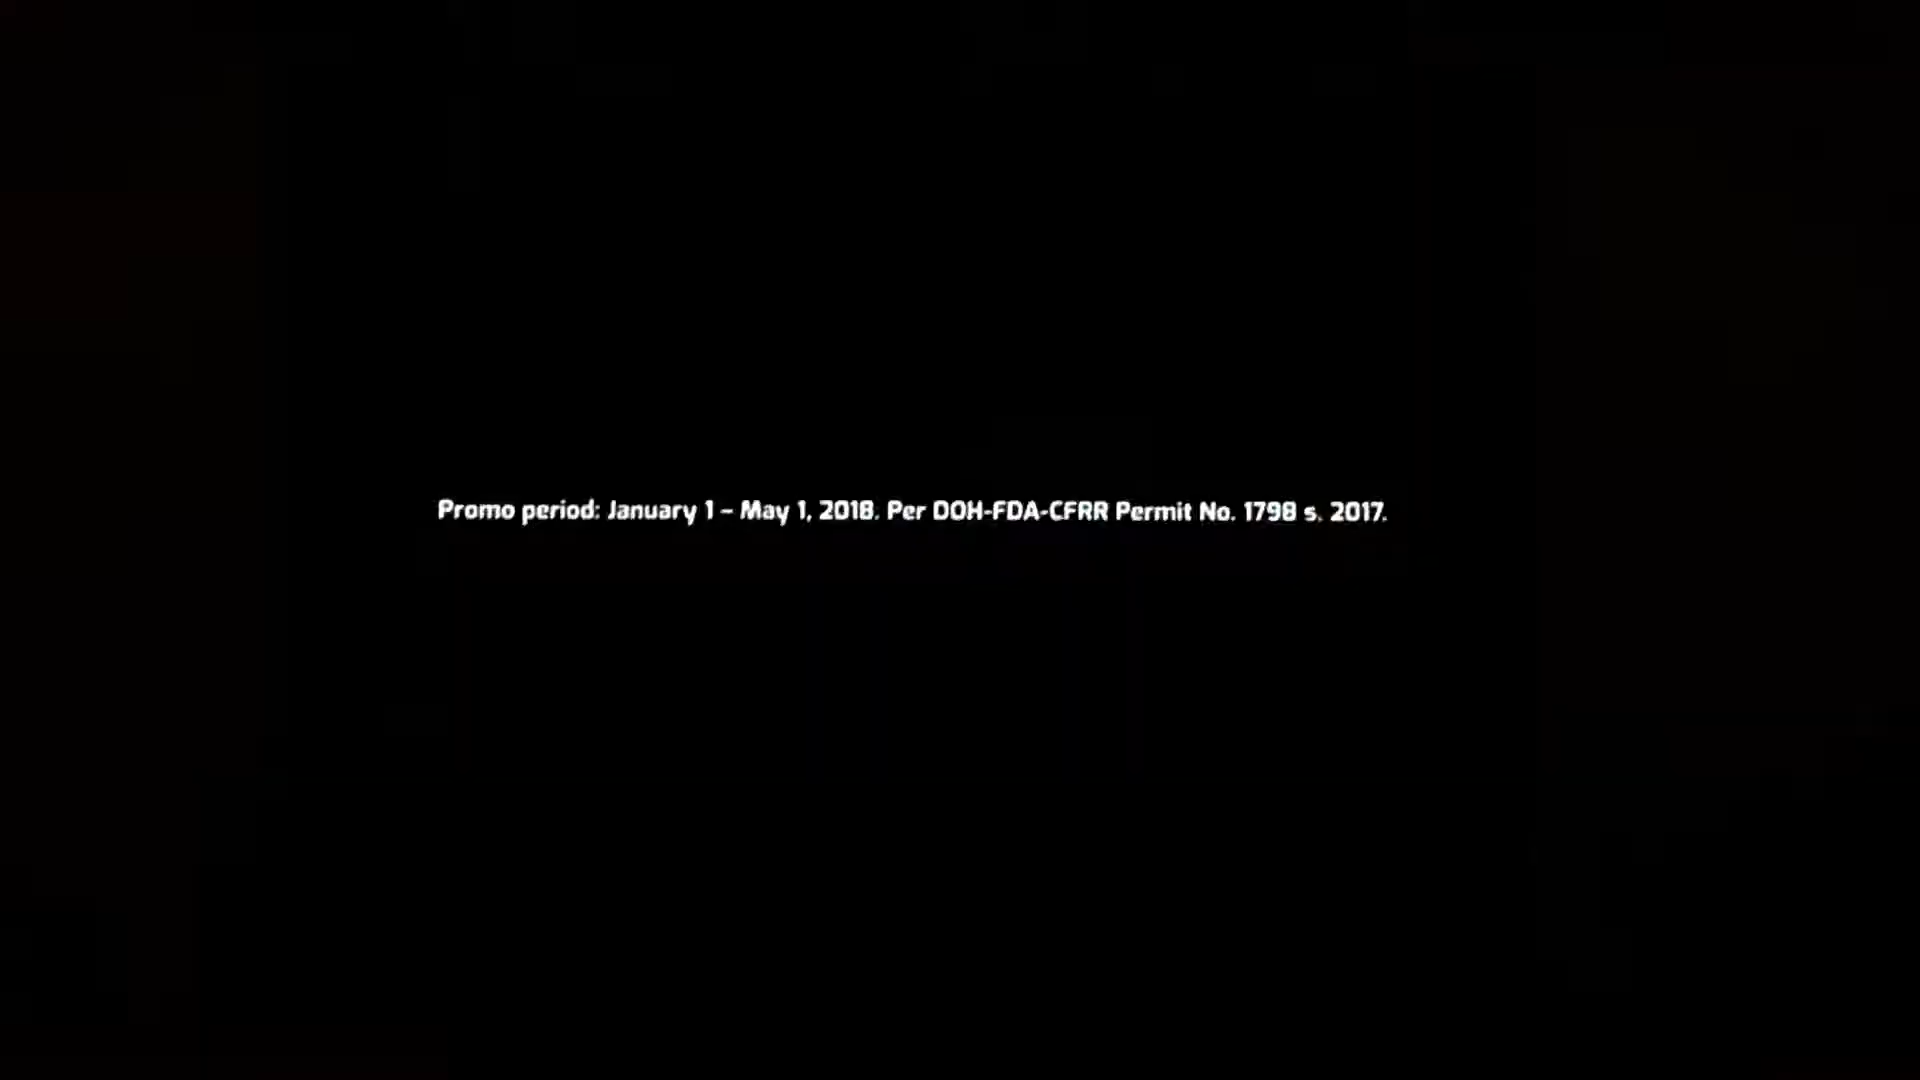 Promo period: January 1 – May 1, 2018. Per DOH-FDA-CFRR Permit No. 1798 s. 2017.